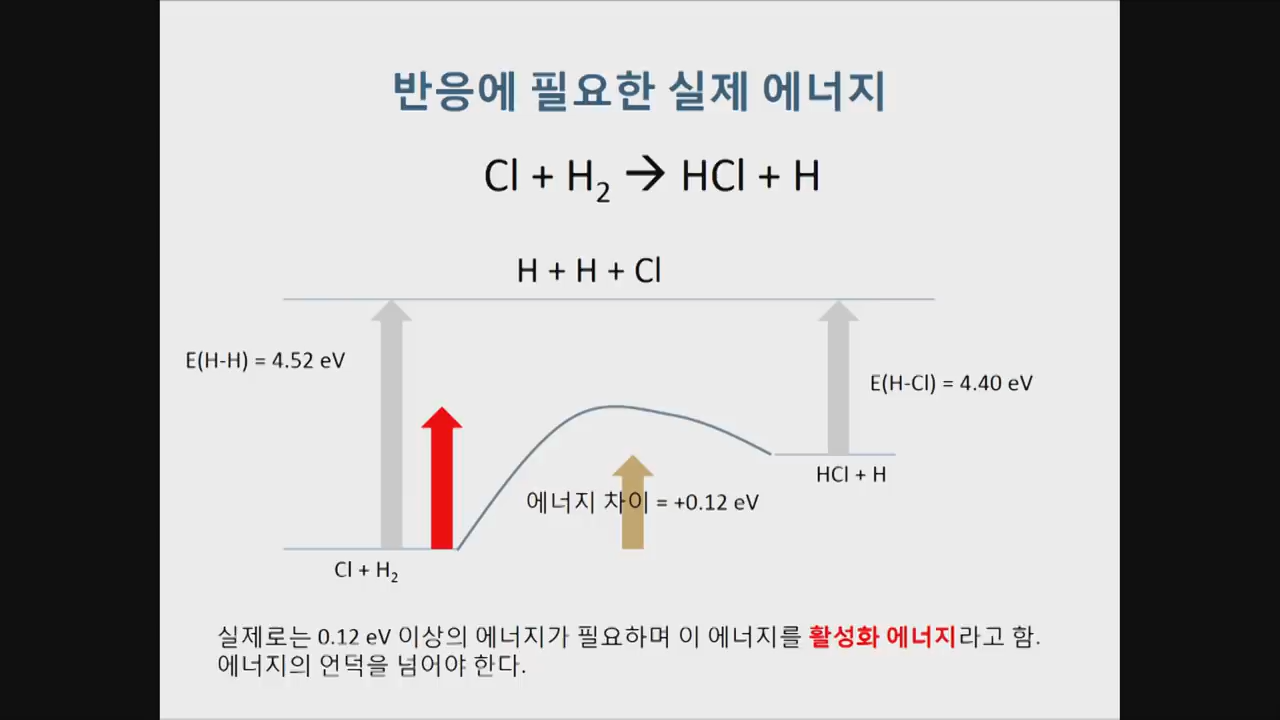 반응에 필요한 실제 에너지
Cl + H₂ → HCl + H
H + H + Cl
E(H-H) = 4.52 eV
E(H-Cl) = 4.40 eV
HCl + H
에너지 차이 = +0.12 eV
Cl + H₂
실제로는 0.12 eV 이상의 에너지가 필요하며 이 에너지를 활성화 에너지라고 함.
에너지의 언덕을 넘어야 한다.